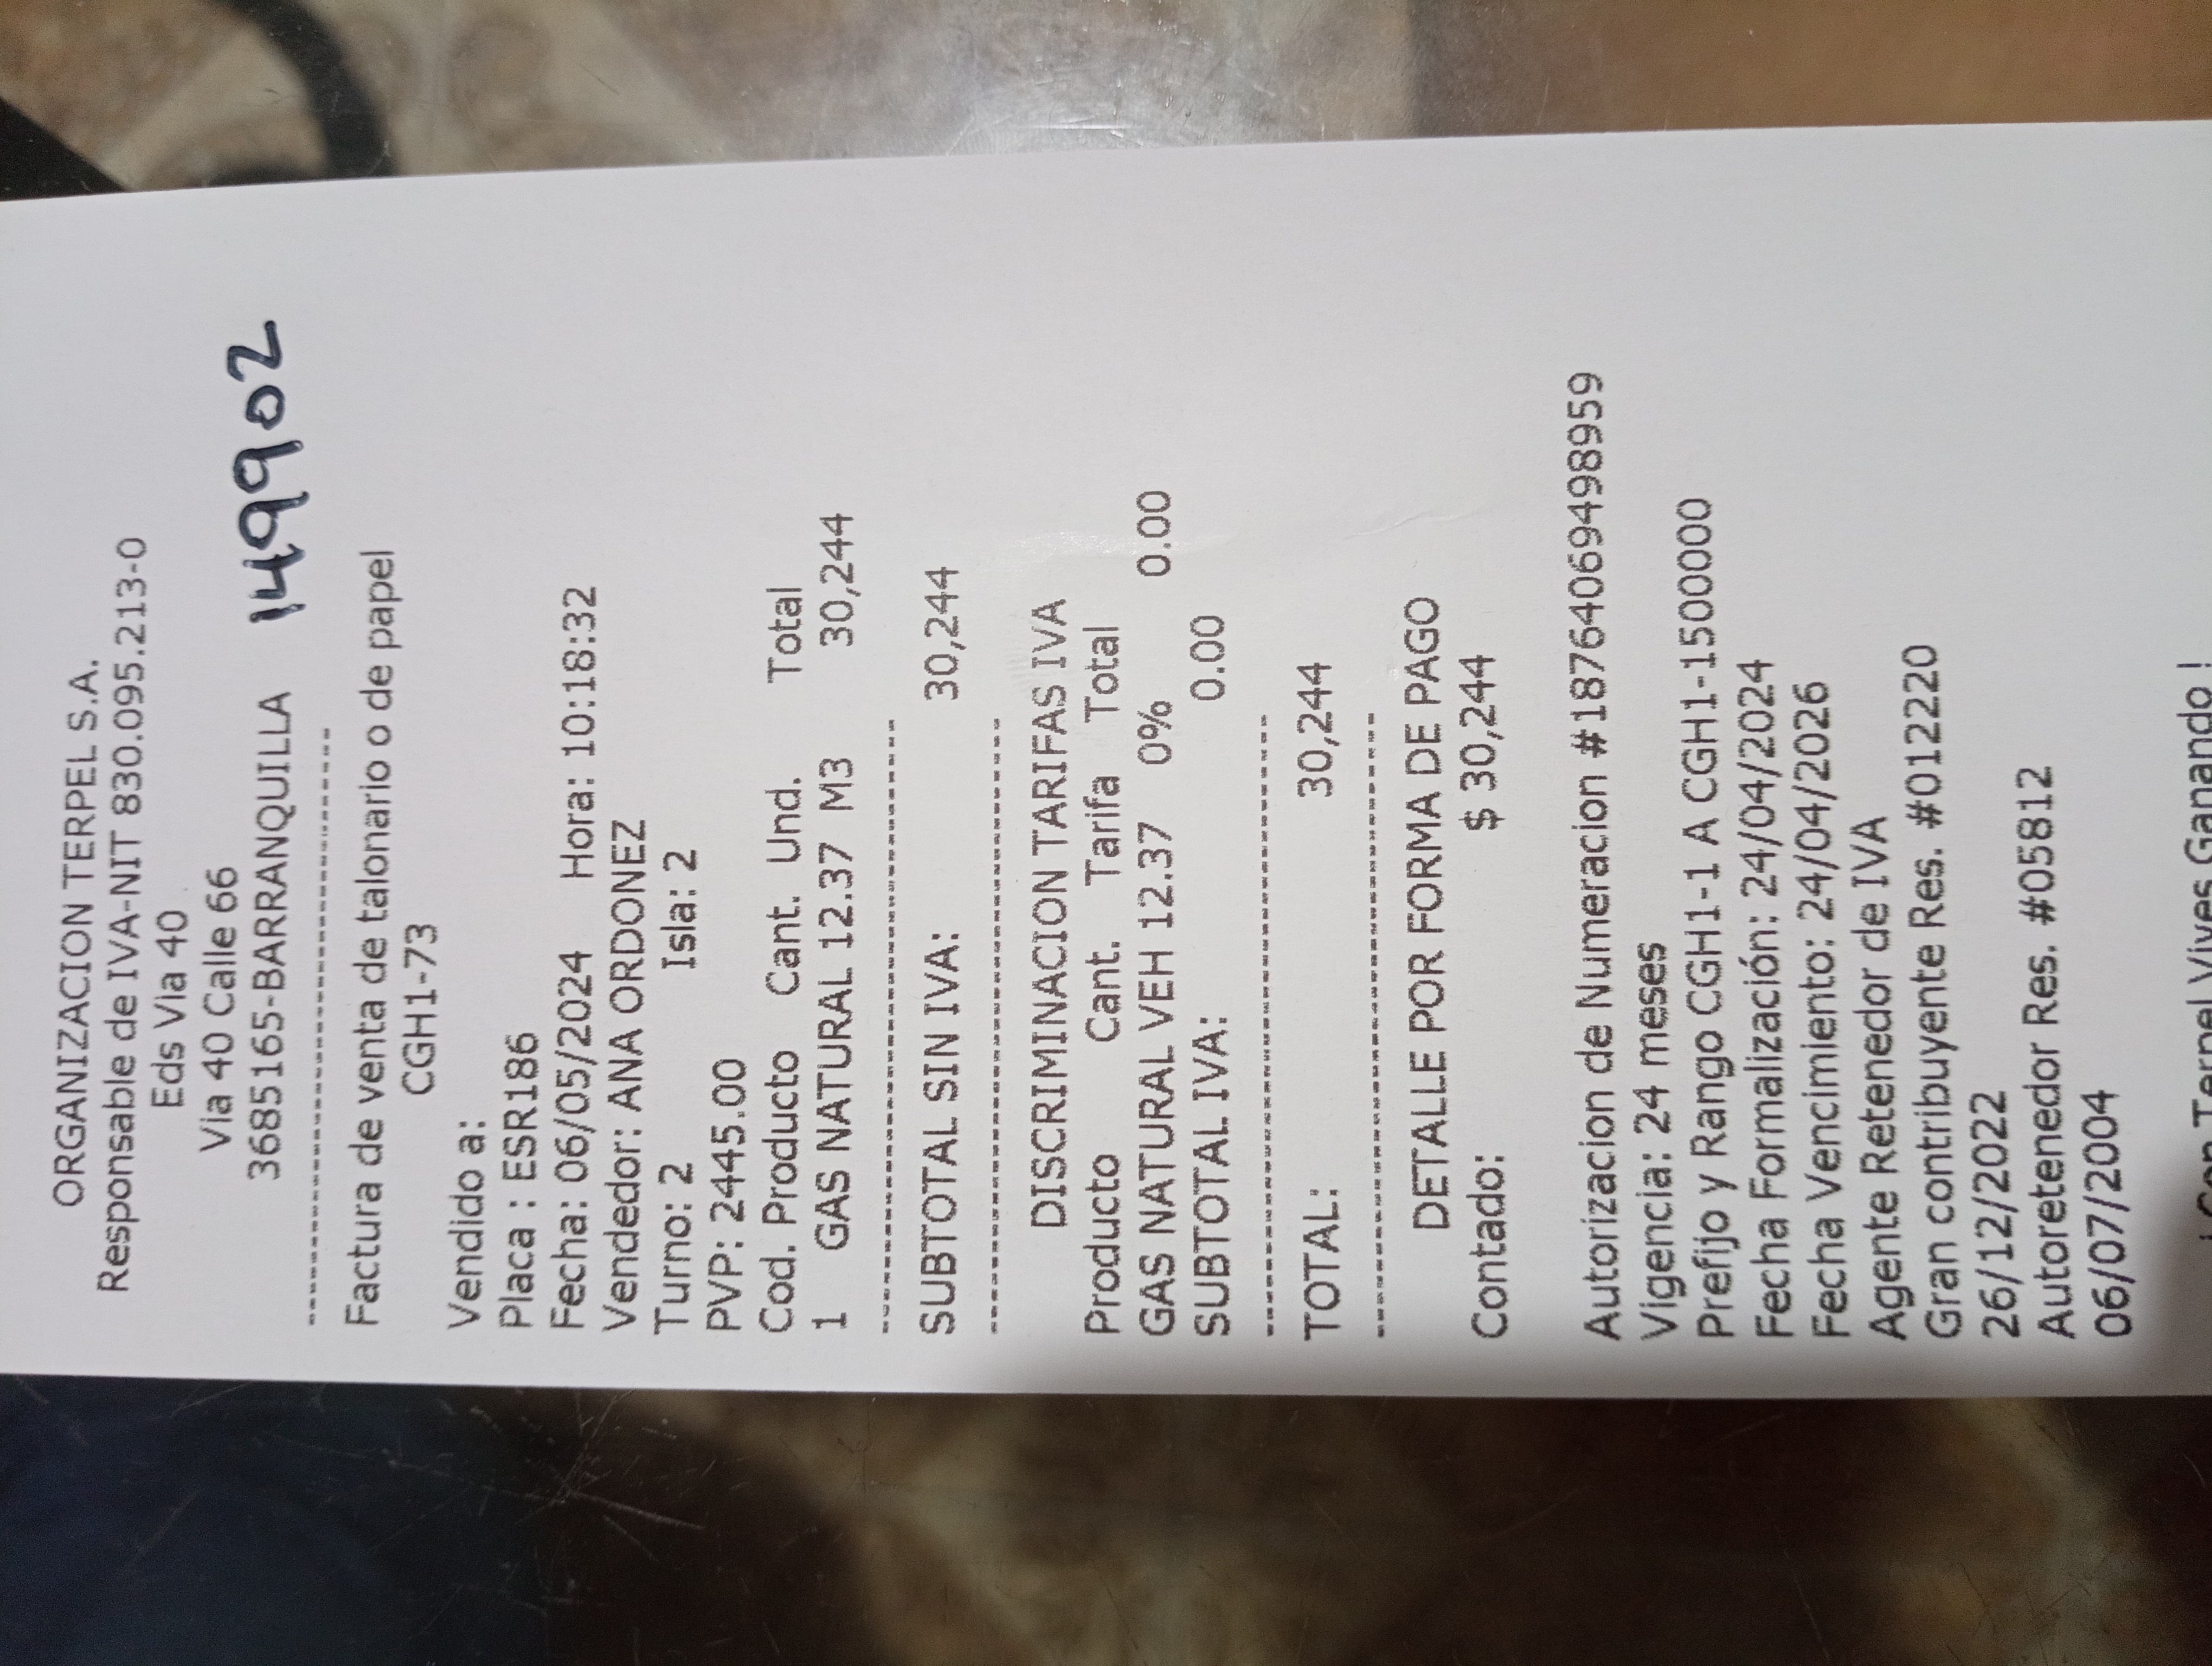 ORGANIZACION TERPEL S.A.
Responsable de IVA-NIT 830.095.213-0
Eds Via 40
Via 40 Calle 66
3685165-BARRANQUILLA 149902
Factura de venta de talonario o de papel
CGH1-73
Vendido a:
Placa : ESR186
Fecha: 06/05/2024 Hora: 10:18:32
Vendedor: ANA ORDONEZ
Turno: 2 Isla: 2
PVP: 2445.00
Cod. Producto Cant. Und. Total
1 GAS NATURAL 12.37 M3 30,244
SUBTOTAL SIN IVA: 30,244
DISCRIMINACION TARIFAS IVA
Producto Cant. Tarifa Total
GAS NATURAL VEH 12.37 0% 0.00
SUBTOTAL IVA: 0.00
TOTAL: 30,244
DETALLE POR FORMA DE PAGO
Contado: $ 30,244
Autorizacion de Numeracion #18764069498959
Vigencia: 24 meses
Prefijo y Rango CGH1-1 A CGH1-1500000
Fecha Formalización: 24/04/2024
Fecha Vencimiento: 24/04/2026
Agente Retenedor de IVA
Gran contribuyente Res. #012220
26/12/2022
Autoretenedor Res. #05812
06/07/2004
¡ Con Terpel Vives Ganando !